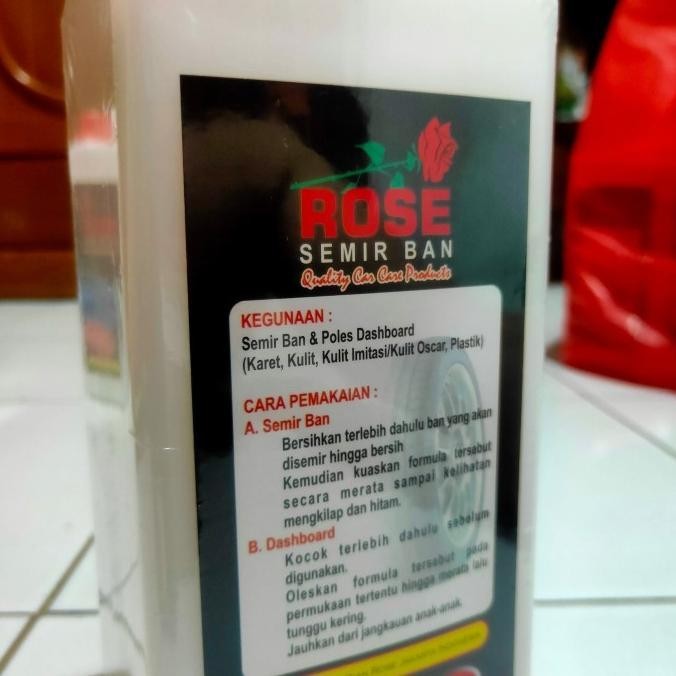 ROSE
SEMIR BAN
Quality Car Care Products
KEGUNAAN :
Semir Ban & Poles Dashboard
(Karet, Kulit, Kulit Imitasi/Kulit Oscar, Plastik)
CARA PEMAKAIAN :
A. Semir Ban
Bersihkan terlebih dahulu ban yang akan
disemir hingga bersih
Kemudian kuaskan formula tersebut
secara merata sampai kelihatan
mengkilap dan hitam.
B. Dashboard
Kocok terlebih dahulu sebelum
digunakan.
Oleskan formula tersebut pada
permukaan tertentu hingga merata lalu
tunggu kering.
Jauhkan dari jangkauan anak-anak.
ROSE JAKARTA INDONESIA